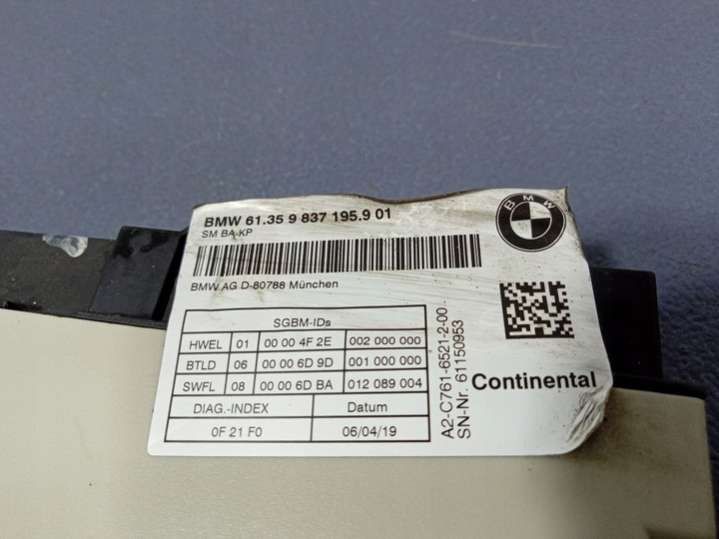 BMW 61.35 9 837 195.9 01
SM BA-KP
BMW
BMW AG D-80788 München
SGBM-IDs
HWEL 01 00 00 4F 2E 002 000 000
BTLD 06 00 00 6D 9D 001 000 000
SWFL 08 00 00 6D BA 012 089 004
DIAG.-INDEX Datum
0F 21 F0 06/04/19
A2-C761-6521-2-00
SN-Nr. 61150953
Continental